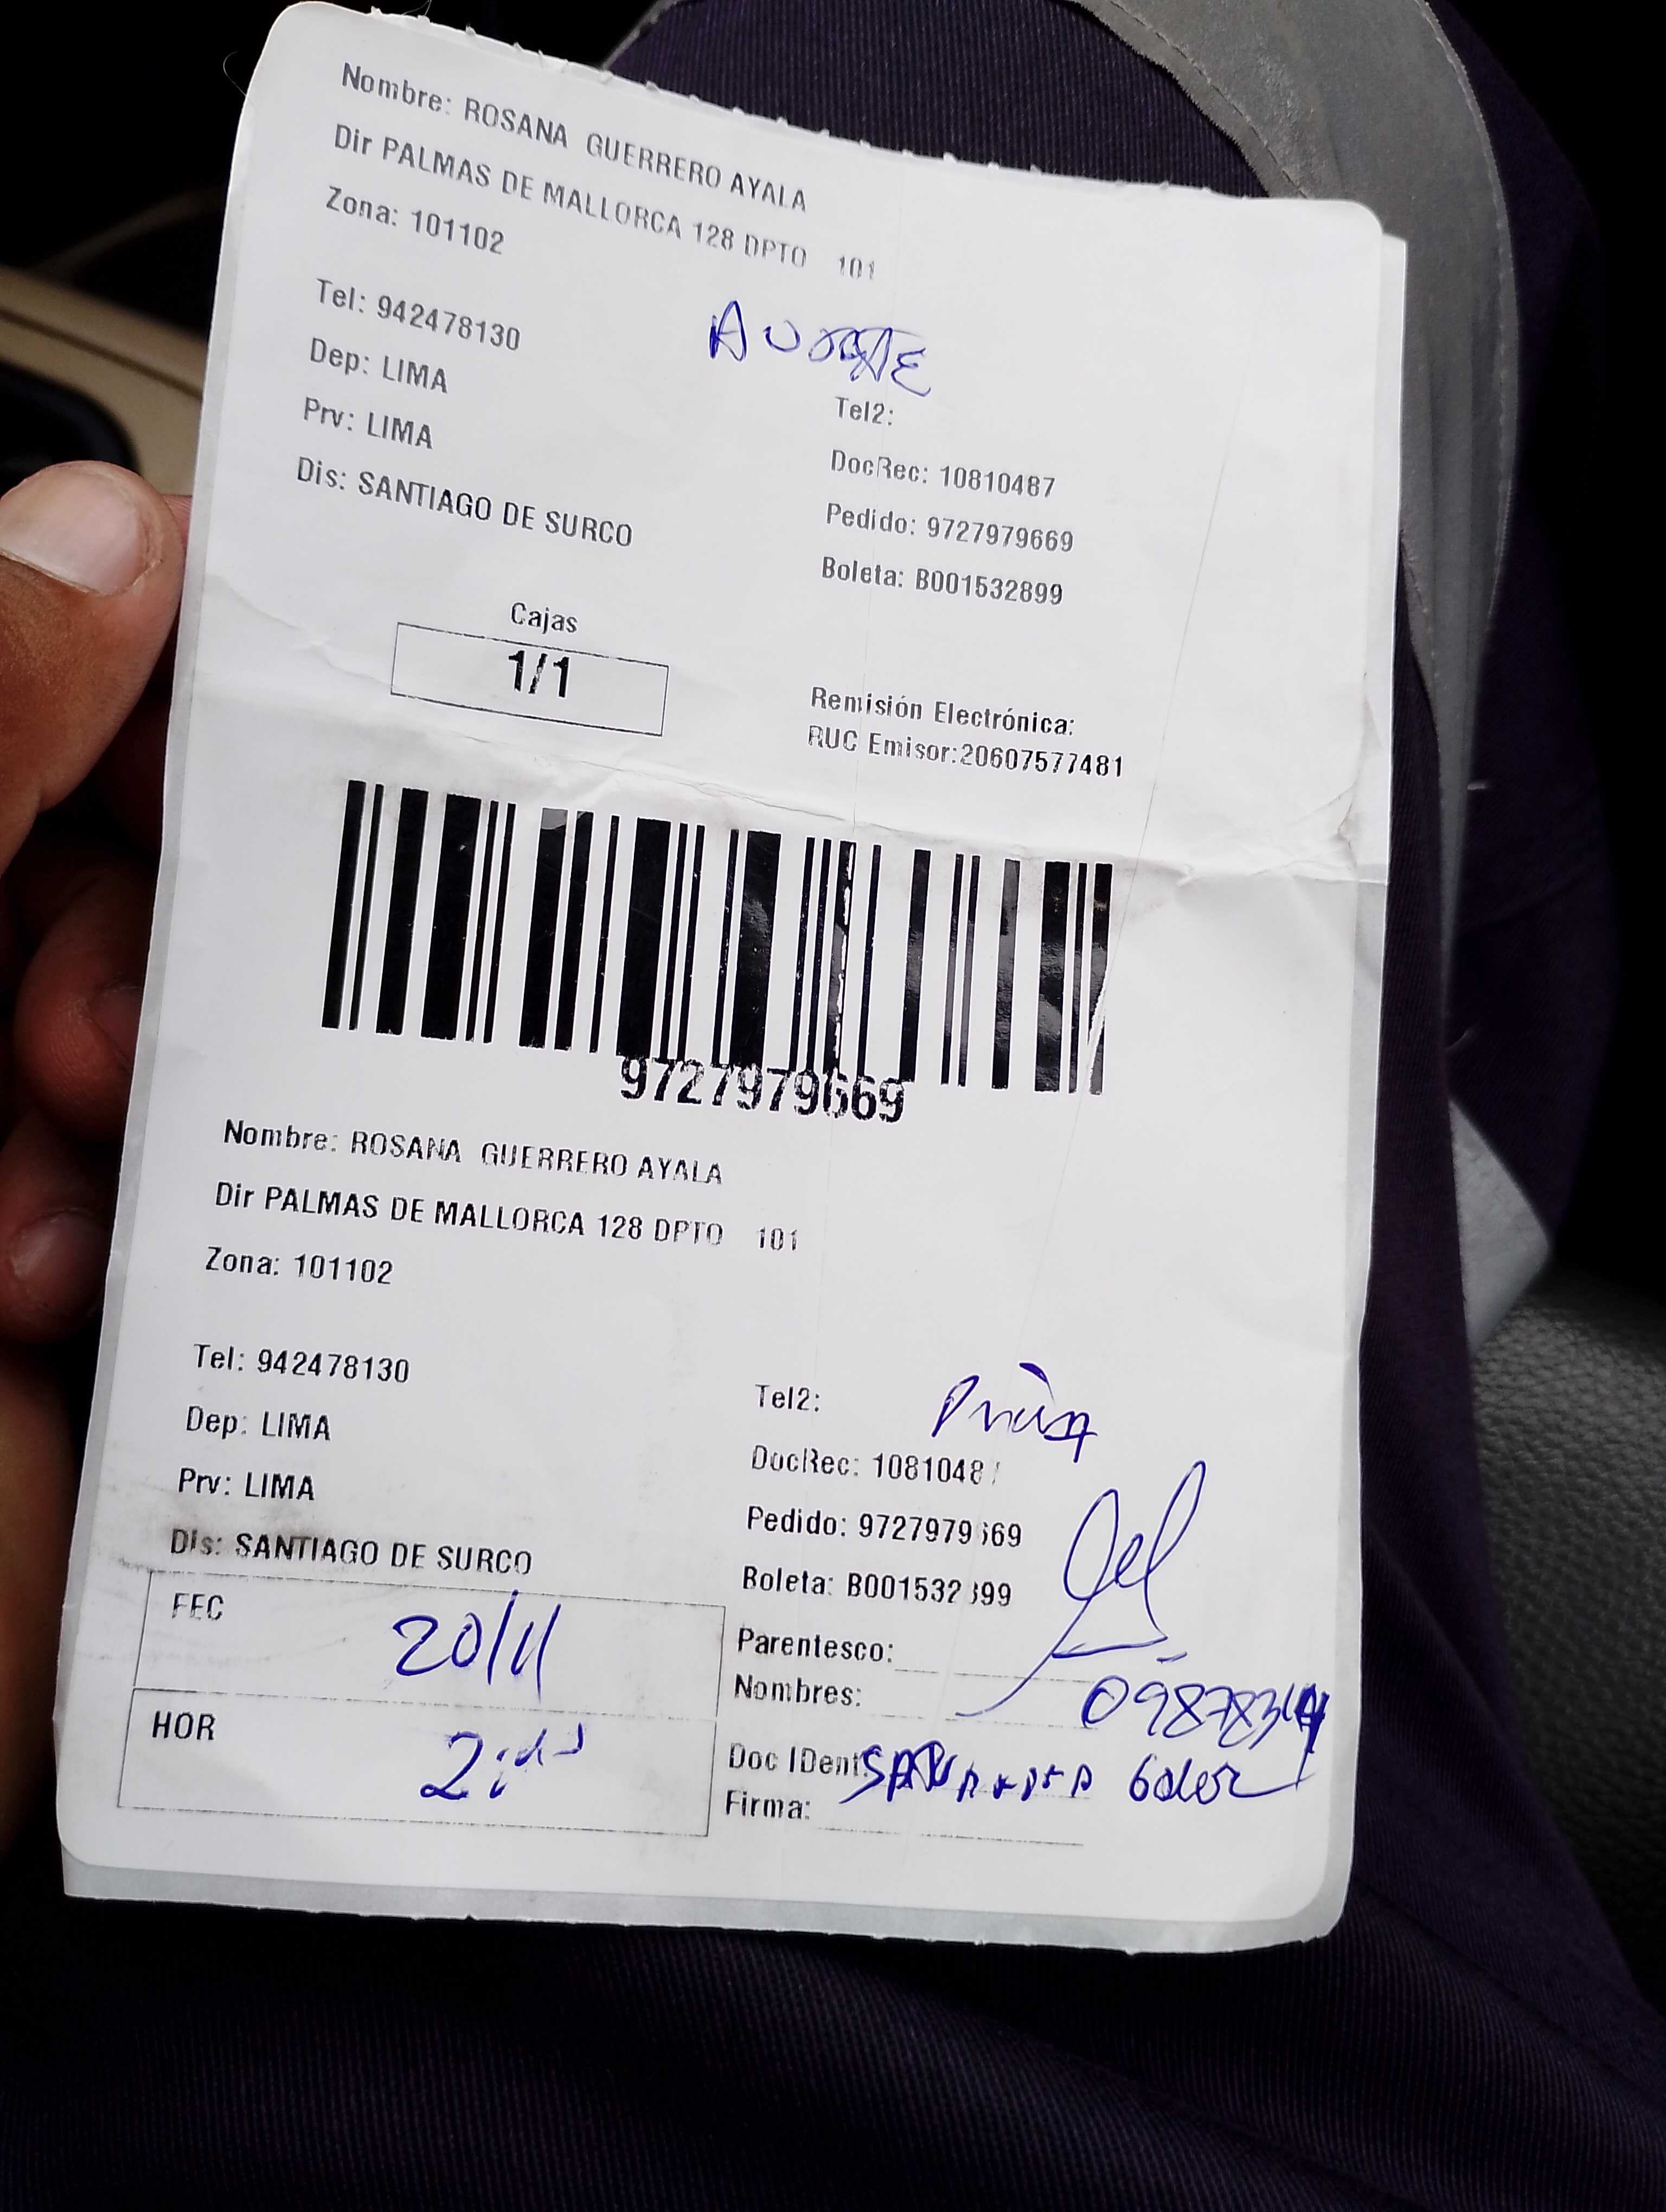 Nombre: ROSANA GUERRERO AYALA
Dir PALMAS DE MALLORCA 128 DPTO 101
Zona: 101102
Tel: 942478130
Dep: LIMA
Prv: LIMA
Dis: SANTIAGO DE SURCO
Tel2:
DocRec: 10810487
Pedido: 9727979669
Boleta: B001532899
Cajas
1/1
Remisión Electrónica:
RUC Emisor:20607577481
9727979669
Nombre: ROSANA GUERRERO AYALA
Dir PALMAS DE MALLORCA 128 DPTO 101
Zona: 101102
Tel: 942478130
Dep: LIMA
Prv: LIMA
Dis: SANTIAGO DE SURCO
Tel2:
DocRec: 10810487
Pedido: 9727979669
Boleta: B001532899
Parentesco:
Nombres:
Doc IDent:
Firma:
FEC 20/11
HOR